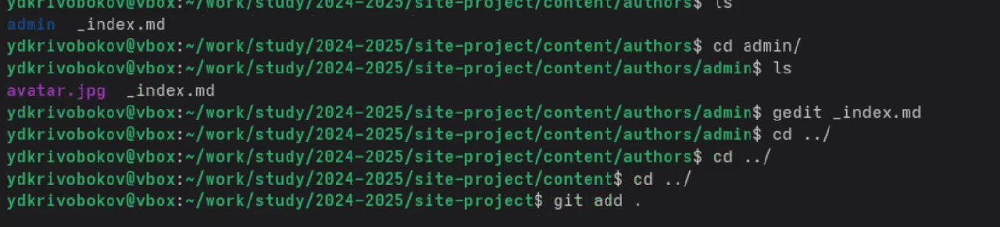 ydkrivobokov@vbox:~/work/study/2024-2025/site-project/content/authors$ ls
admin  _index.md
ydkrivobokov@vbox:~/work/study/2024-2025/site-project/content/authors$ cd admin/
ydkrivobokov@vbox:~/work/study/2024-2025/site-project/content/authors/admin$ ls
avatar.jpg  _index.md
ydkrivobokov@vbox:~/work/study/2024-2025/site-project/content/authors/admin$ gedit _index.md
ydkrivobokov@vbox:~/work/study/2024-2025/site-project/content/authors/admin$ cd ../
ydkrivobokov@vbox:~/work/study/2024-2025/site-project/content/authors$ cd ../
ydkrivobokov@vbox:~/work/study/2024-2025/site-project/content$ cd ../
ydkrivobokov@vbox:~/work/study/2024-2025/site-project$ git add .